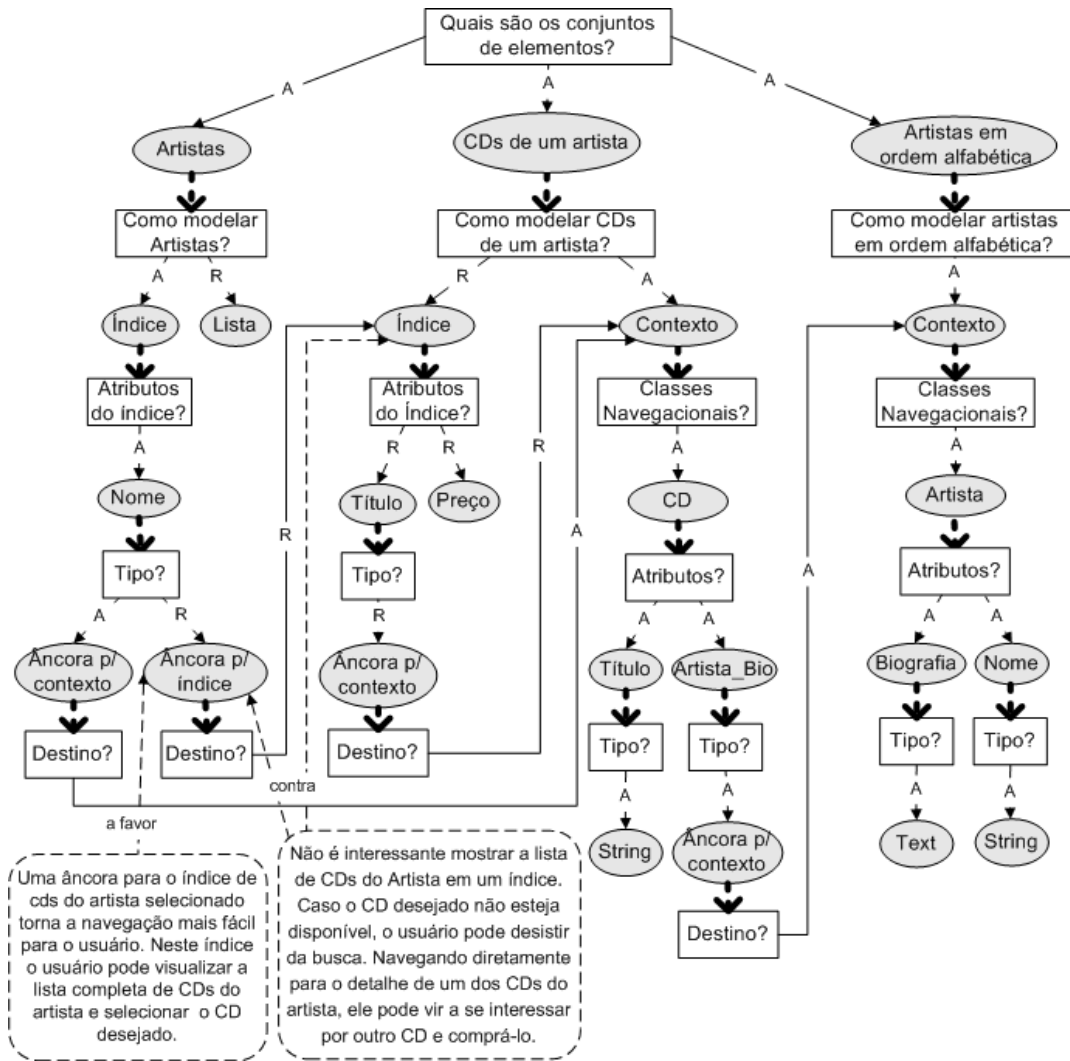 Quais são os conjuntos
de elementos?
A
A
A
Artistas
CDs de um artista
Artistas em
ordem alfabética
Como modelar
Artistas?
Como modelar CDs
de um artista?
Como modelar artistas
em ordem alfabética?
A
R
R
A
A
Índice
Lista
Índice
Contexto
Contexto
Atributos
do índice?
Atributos
do Índice?
Classes
Navegacionais?
Classes
Navegacionais?
A
R
R
R
A
A
Nome
Título
Preço
CD
Artista
R
A
Tipo?
Tipo?
Atributos?
Atributos?
A
A
R
R
A
A
A
A
Âncora p/
contexto
Âncora p/
índice
Âncora p/
contexto
Título
Artista_Bio
Biografia
Nome
Destino?
Destino?
Destino?
Tipo?
Tipo?
Tipo?
Tipo?
contra
a favor
A
A
A
A
String
Âncora p/
contexto
Text
String
Destino?
Uma âncora para o índice de
cds do artista selecionado
torna a navegação mais fácil
para o usuário. Neste índice
o usuário pode visualizar a
lista completa de CDs do
artista e selecionar o CD
desejado.
Não é interessante mostrar a lista
de CDs do Artista em um índice.
Caso o CD desejado não esteja
disponível, o usuário pode desistir
da busca. Navegando diretamente
para o detalhe de um dos CDs do
artista, ele pode vir a se interessar
por outro CD e comprá-lo.